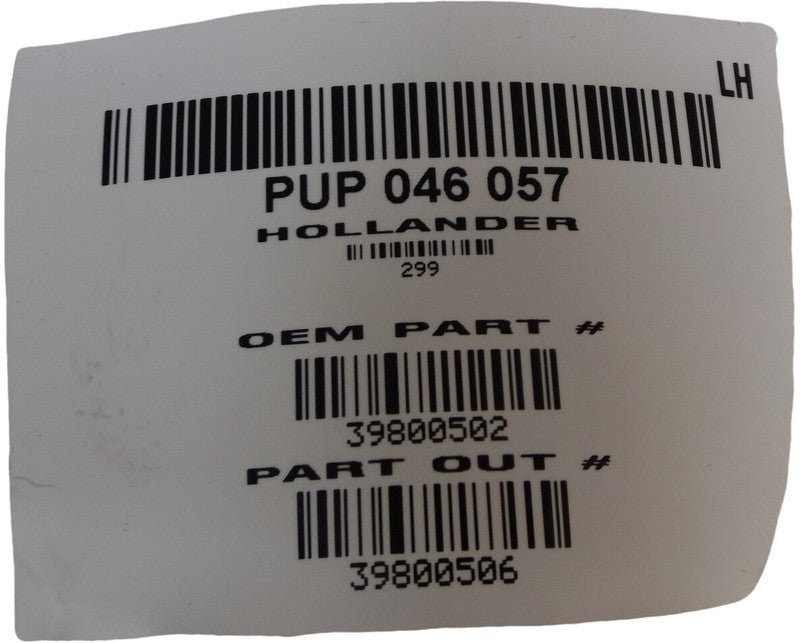 LH
PUP 046 057
HOLLANDER
299
OEM PART #
39800502
PART OUT #
39800506